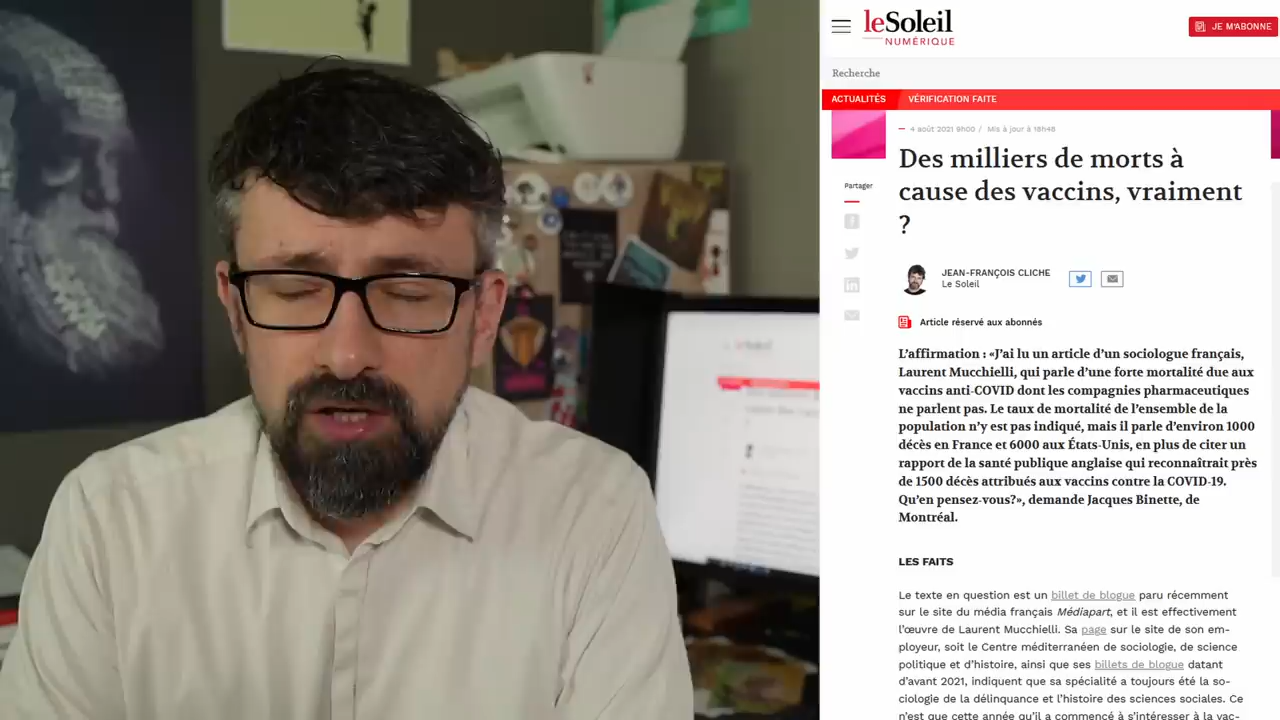 leSoleil
NUMÉRIQUE
JE M'ABONNE
Recherche
ACTUALITÉS
VÉRIFICATION FAITE
4 août 2021 9h00 / Mis à jour à 18h48
Des milliers de morts à
cause des vaccins, vraiment
?
Partager
JEAN-FRANÇOIS CLICHE
Le Soleil
Article réservé aux abonnés
L'affirmation : «J'ai lu un article d'un sociologue français,
Laurent Mucchielli, qui parle d'une forte mortalité due aux
vaccins anti-COVID dont les compagnies pharmaceutiques
ne parlent pas. Le taux de mortalité de l'ensemble de la
population n'y est pas indiqué, mais il parle d'environ 1000
décès en France et 6000 aux États-Unis, en plus de citer un
rapport de la santé publique anglaise qui reconnaîtrait près
de 1500 décès attribués aux vaccins contre la COVID-19.
Qu'en pensez-vous?», demande Jacques Binette, de
Montréal.
LES FAITS
Le texte en question est un billet de blogue paru récemment
sur le site du média français Médiapart, et il est effectivement
l'œuvre de Laurent Mucchielli. Sa page sur le site de son em-
ployeur, soit le Centre méditerranéen de sociologie, de science
politique et d'histoire, ainsi que ses billets de blogue datant
d'avant 2021, indiquent que sa spécialité a toujours été la so-
ciologie de la délinquance et l'histoire des sciences sociales. Ce
n'est que cette année qu'il a commencé à s'intéresser à la vac-